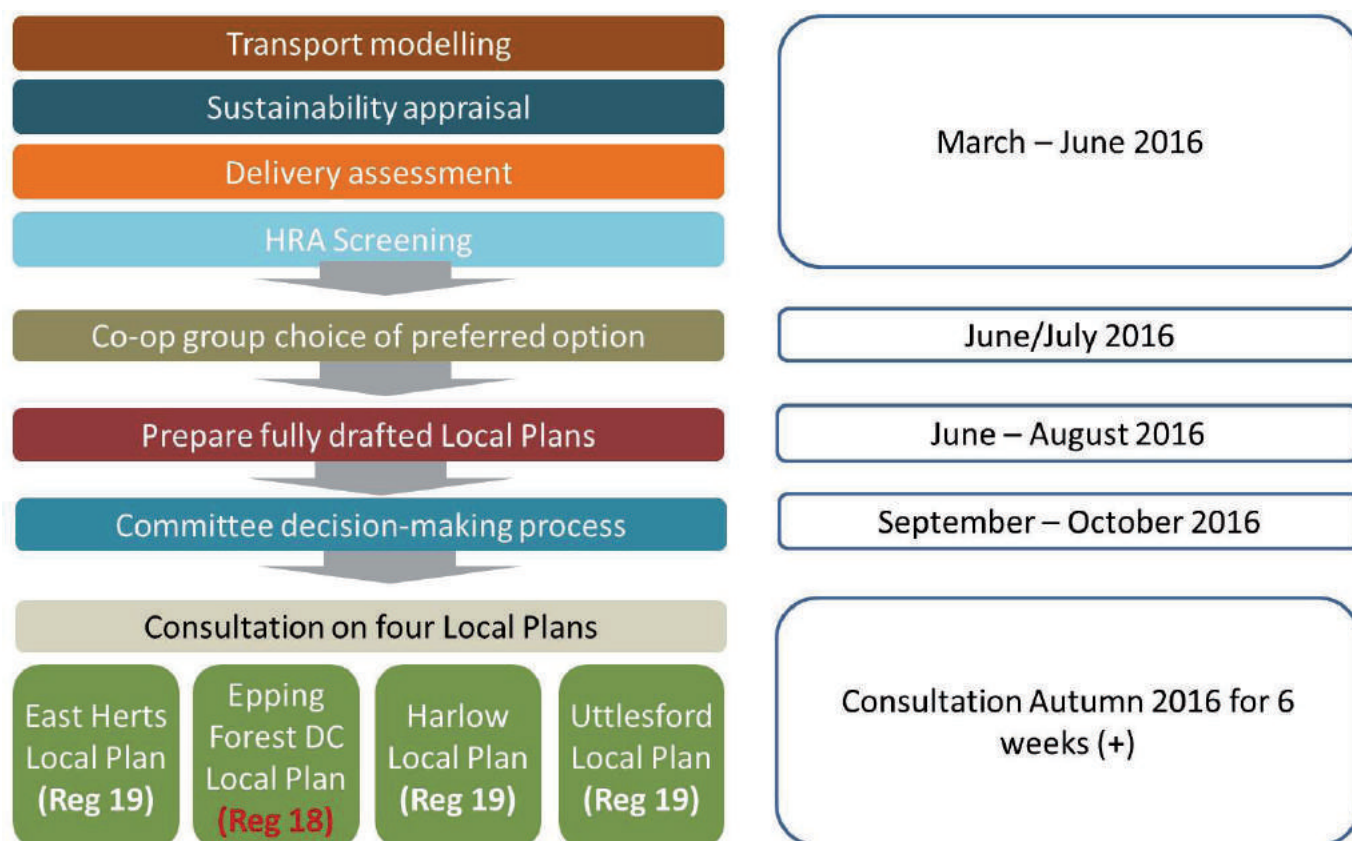 Transport modelling
Sustainability appraisal
Delivery assessment
HRA Screening
March – June 2016
Co-op group choice of preferred option
June/July 2016
Prepare fully drafted Local Plans
June – August 2016
Committee decision-making process
September – October 2016
Consultation on four Local Plans
East Herts
Local Plan
(Reg 19)
Epping
Forest DC
Local Plan
(Reg 18)
Harlow
Local Plan
(Reg 19)
Uttlesford
Local Plan
(Reg 19)
Consultation Autumn 2016 for 6
weeks (+)